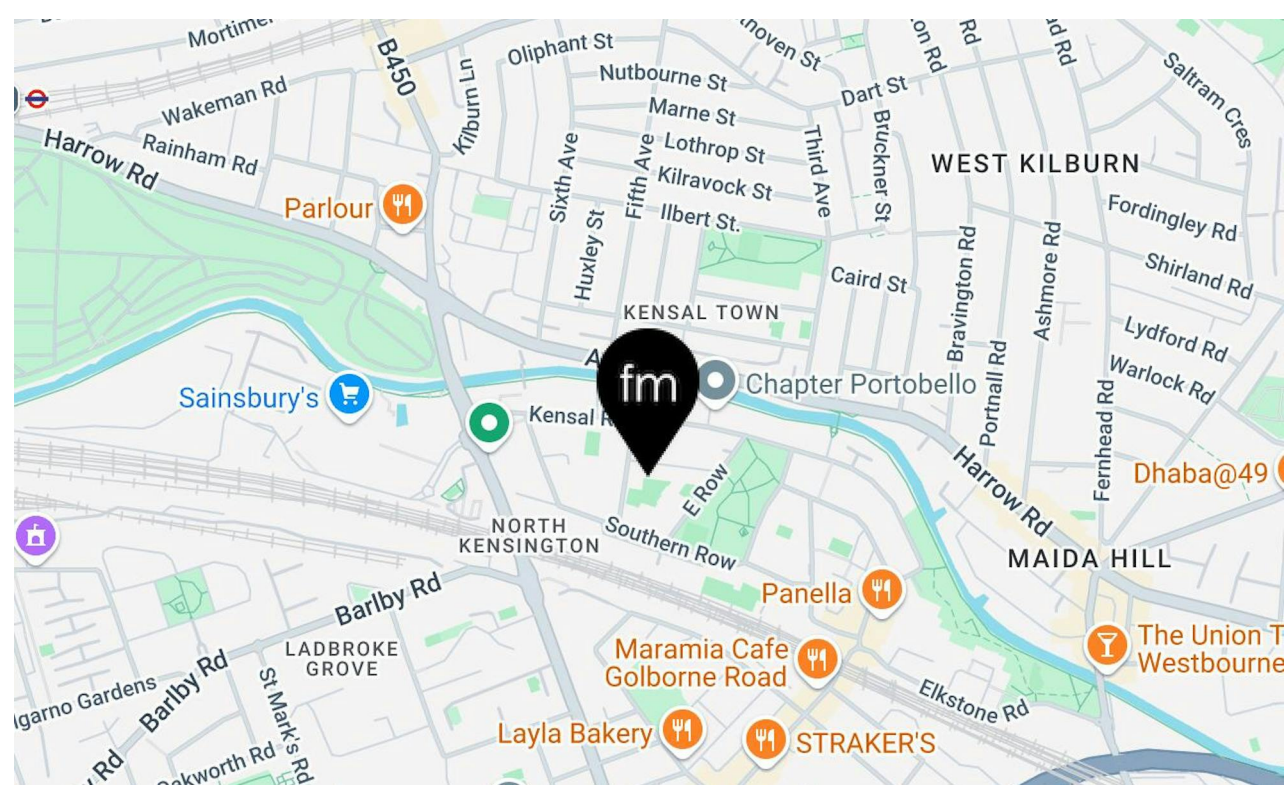 Mortimer
B450
Kilburn Ln
Oliphant St
Nutbourne St
Dart St
Saltram Cres
Wakeman Rd
Marne St
Harrow Rd
Rainham Rd
Sixth Ave
Fifth Ave
Lothrop St
Third Ave
Bruckner St
WEST KILBURN
Kilravock St
Parlour
Huxley St
Ilbert St.
Fordingley Rd
Bravington Rd
Ashmore Rd
Shirland Rd
Caird St
KENSAL TOWN
Lydford Rd
Portnall Rd
Warlock Rd
fm
Sainsbury's
Chapter Portobello
Kensal R
Fernhead Rd
Harrow Rd
Dhaba@49
E Row
NORTH
KENSINGTON
Southern Row
MAIDA HILL
Barlby Rd
Panella
The Union T
Westbourne
LADBROKE
GROVE
Maramia Cafe
Golborne Road
Barlby Rd
St Mark's Rd
lgarno Gardens
Elkstone Rd
Layla Bakery
STRAKER'S
Oakworth Rd